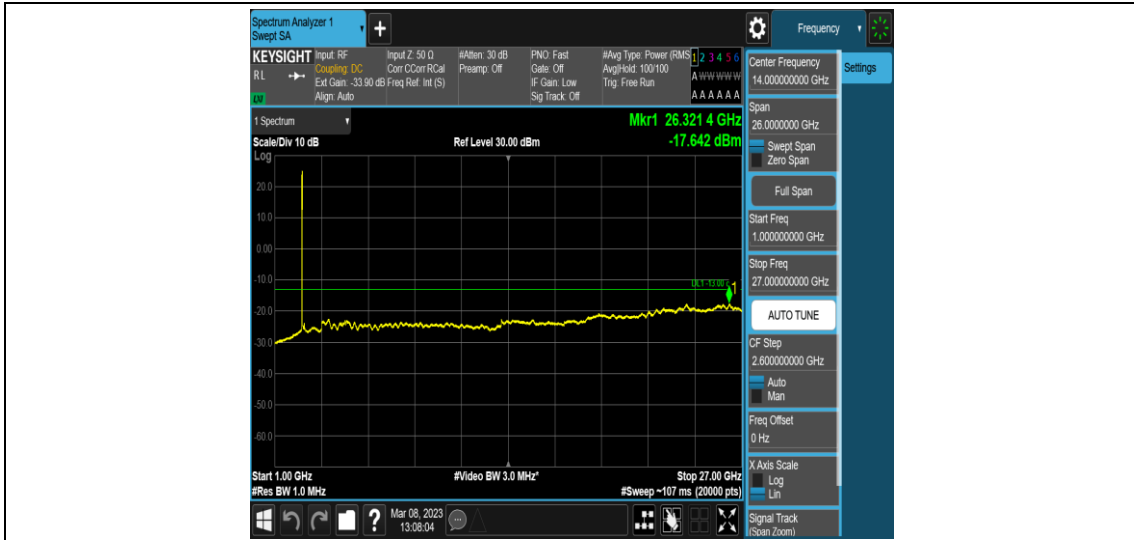 Spectrum Analyzer 1
Swept SA
+
Frequency
KEYSIGHT
RL
Input: RF
Coupling: DC
Ext Gain: -33.90 dB
Align: Auto
Input Z: 50 Ω
Corr CCorr RCal
Freq Ref: Int (S)
#Atten: 30 dB
Preamp: Off
PNO: Fast
Gate: Off
IF Gain: Low
Sig Track: Off
#Avg Type: Power (RMS
Avg|Hold: 100/100
Trig: Free Run
1 2 3 4 5 6
A W W W W W
A A A A A A
1 Spectrum
Mkr1 26.321 4 GHz
Scale/Div 10 dB
Ref Level 30.00 dBm
-17.642 dBm
Log
20.0
10.0
0.00
-10.0
DL1 -13.00
1
-20.0
-30.0
-40.0
-50.0
-60.0
Start 1.00 GHz
#Video BW 3.0 MHz*
Stop 27.00 GHz
#Res BW 1.0 MHz
#Sweep ~107 ms (20000 pts)
?
Mar 08, 2023
13:08:04
Center Frequency
14.000000000 GHz
Settings
Span
26.0000000 GHz
Swept Span
Zero Span
Full Span
Start Freq
1.000000000 GHz
Stop Freq
27.000000000 GHz
AUTO TUNE
CF Step
2.600000000 GHz
Auto
Man
Freq Offset
0 Hz
X Axis Scale
Log
Lin
Signal Track
(Span Zoom)